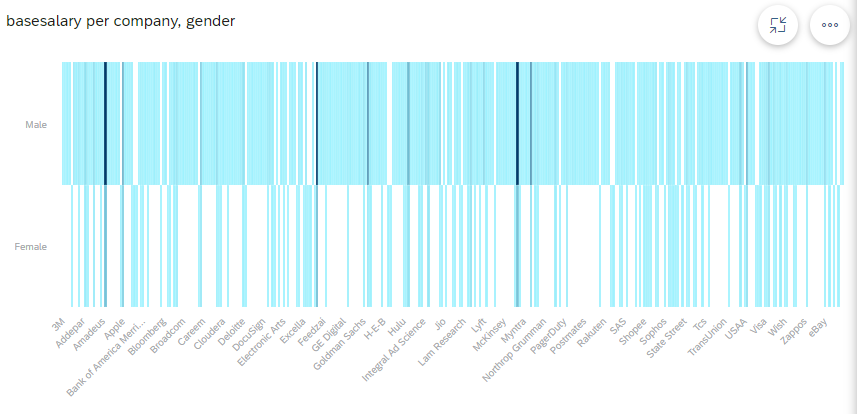 basesalary per company, gender
Male
Female
3M
Addepar
Amadeus
Apple
Bank of America Merri...
Bloomberg
Broadcom
Careem
Cloudera
Deloitte
DocuSign
Electronic Arts
Excella
Feedzai
GE Digital
Goldman Sachs
H-E-B
Hulu
Integral Ad Science
Jio
Lam Research
Lyft
McKinsey
Myntra
Northrop Grumman
PagerDuty
Postmates
Rakuten
SAS
Shopee
Sophos
State Street
Tcs
TransUnion
USAA
Visa
Wish
Zappos
eBay